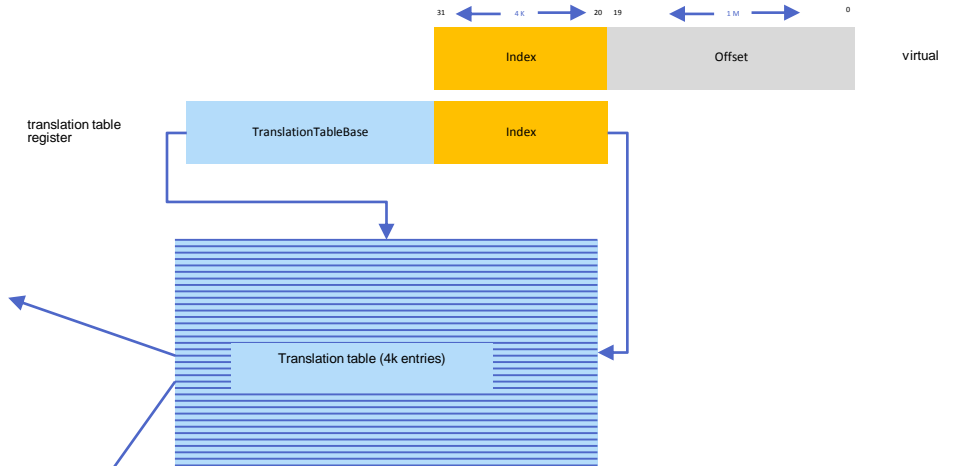 31 4 K 20 19 1 M 0
Index Offset virtual
translation table
register
TranslationTableBase Index
Translation table (4k entries)